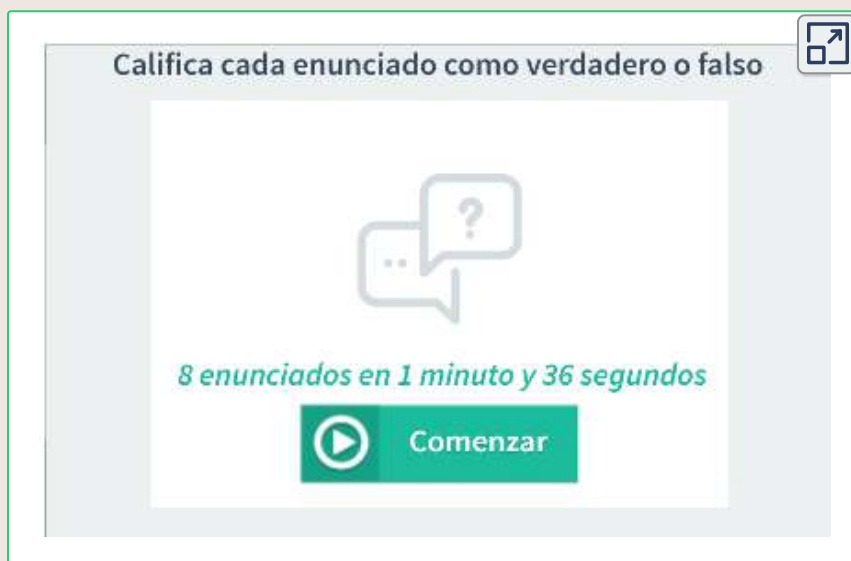 Califica cada enunciado como verdadero o falso
?
8 enunciados en 1 minuto y 36 segundos
Comenzar